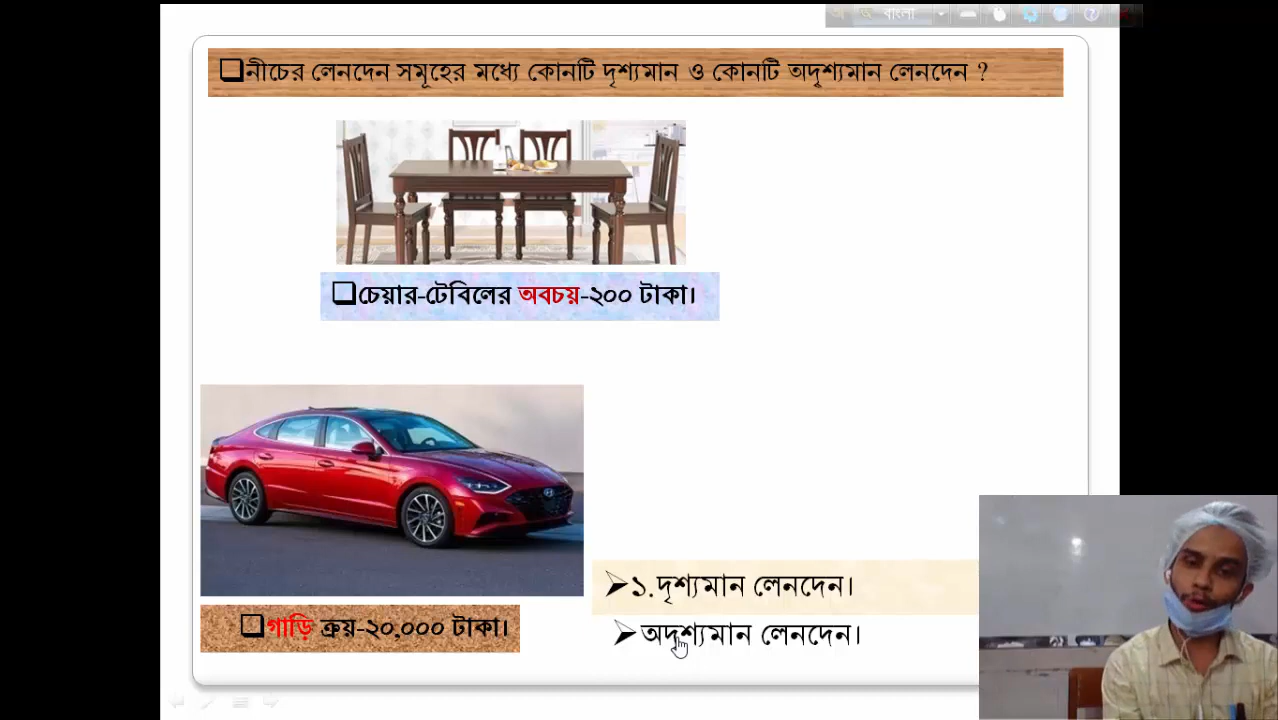 বাংলা
❑নীচের লেনদেন সমূহের মধ্যে কোনটি দৃশ্যমান ও কোনটি অদৃশ্যমান লেনদেন ?
❑চেয়ার-টেবিলের অবচয়-২০০ টাকা।
❑গাড়ি ক্রয়-২০,০০০ টাকা।
➢১.দৃশ্যমান লেনদেন।
➢অদৃশ্যমান লেনদেন।